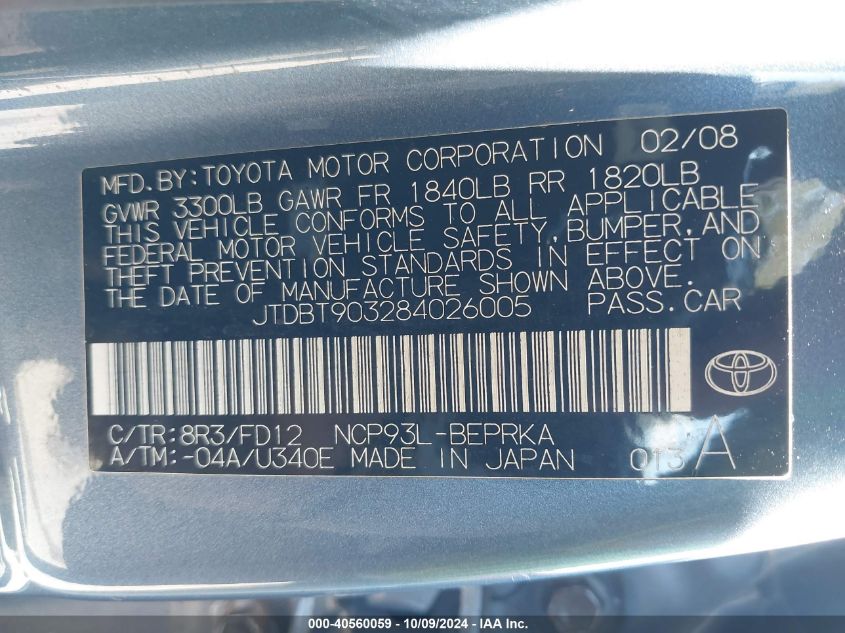 MFD.BY:TOYOTA MOTOR CORPORATION 02/08
GVWR 3300LB GAWR FR 1840LB RR 1820LB
THIS VEHICLE CONFORMS TO ALL APPLICABLE
FEDERAL MOTOR VEHICLE SAFETY,BUMPER,AND
THEFT PREVENTION STANDARDS IN EFFECT ON
THE DATE OF MANUFACTURE SHOWN ABOVE.
JTDBT903284026005 PASS.CAR
C/TR:8R3/FD12 NCP93L-BEPRKA
A/TM:-04A/U340E MADE IN JAPAN 013 A
000-40560059 - 10/09/2024 - IAA Inc.